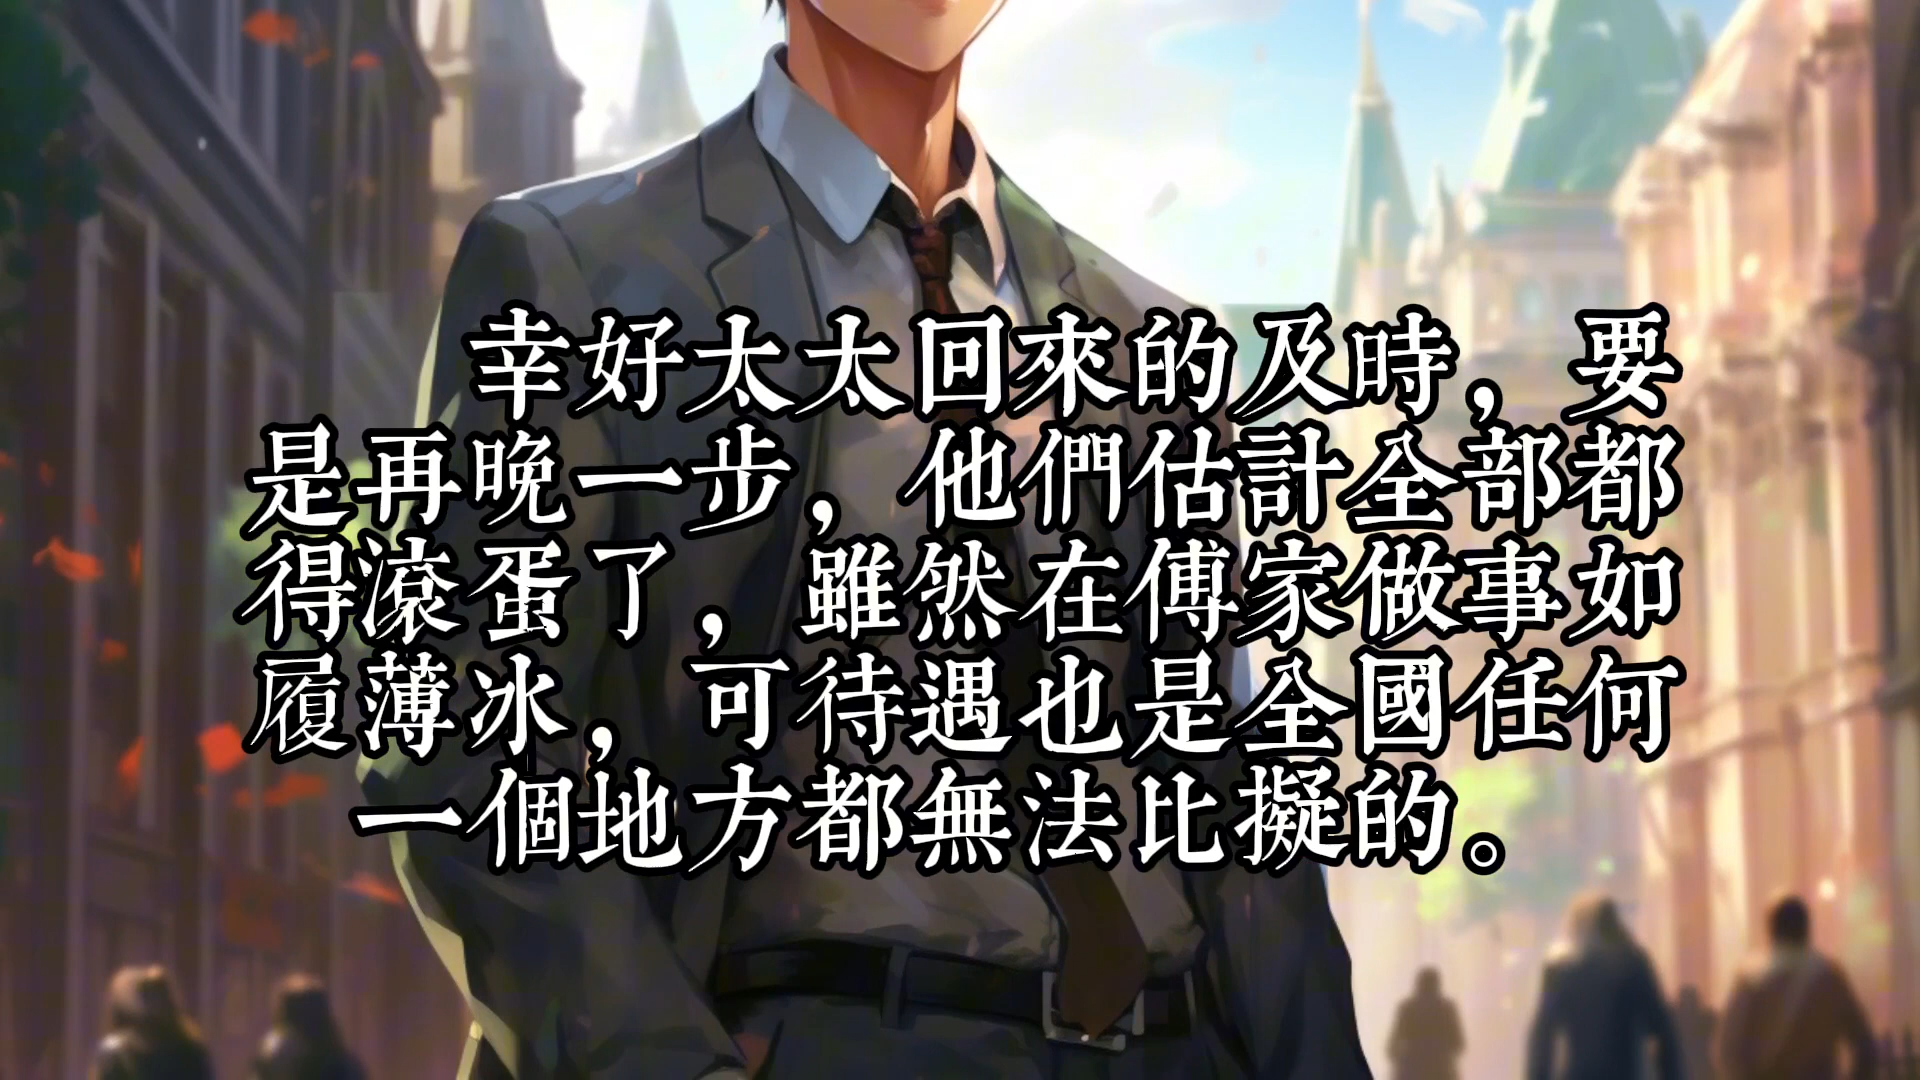 幸好太太回來的及時，要
是再晚一步，他們估計全部都
得滾蛋了，雖然在傅家做事如
履薄冰，可待遇也是全國任何
一個地方都無法比擬的。